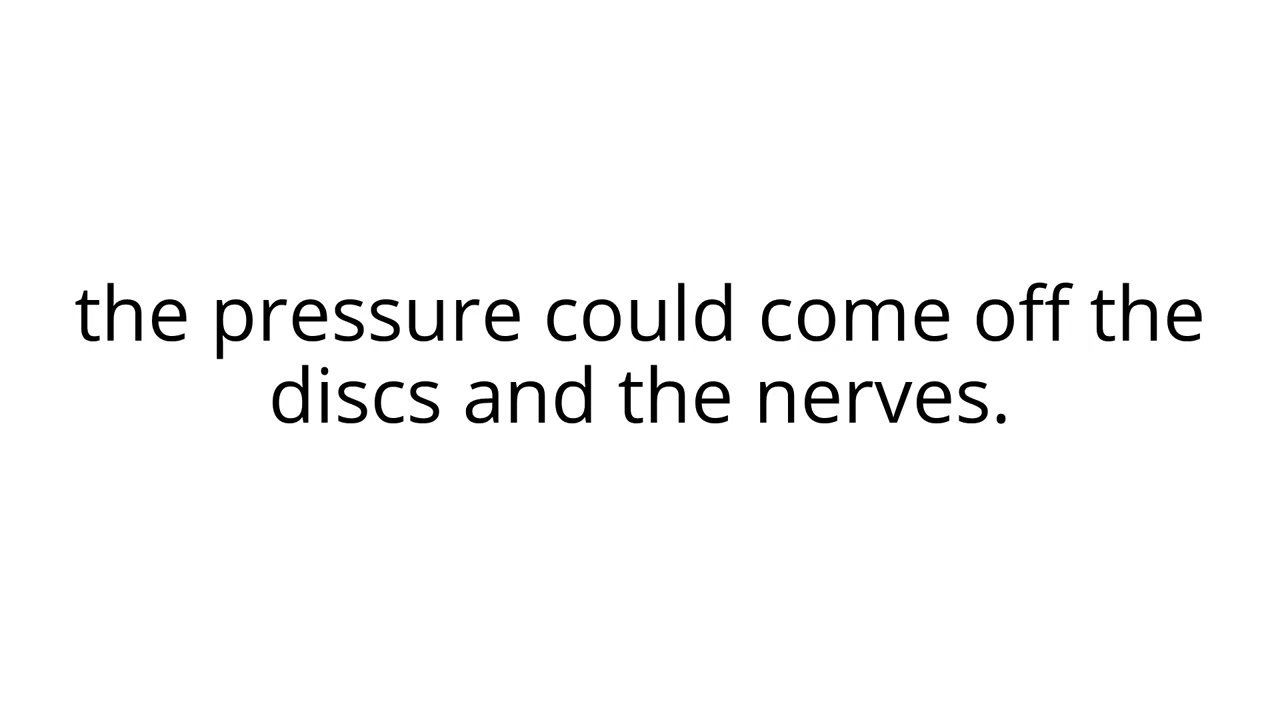 the pressure could come off the
discs and the nerves.